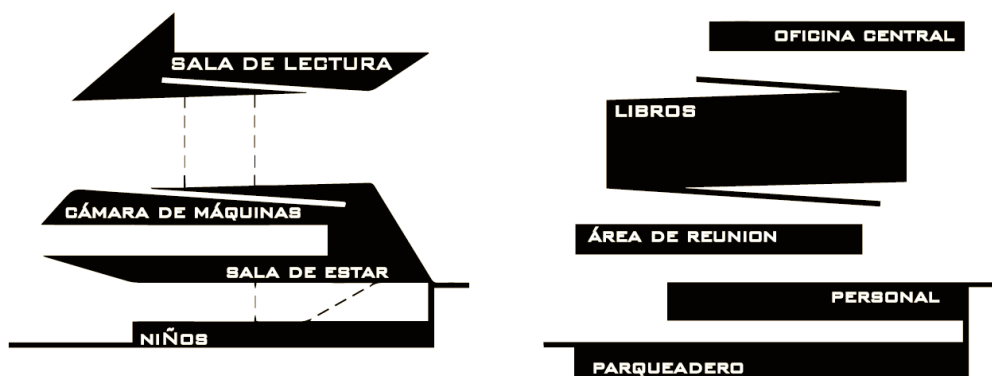 SALA DE LECTURA
CÁMARA DE MÁQUINAS
SALA DE ESTAR
NIÑOS
OFICINA CENTRAL
LIBROS
ÁREA DE REUNION
PERSONAL
PARQUEADERO